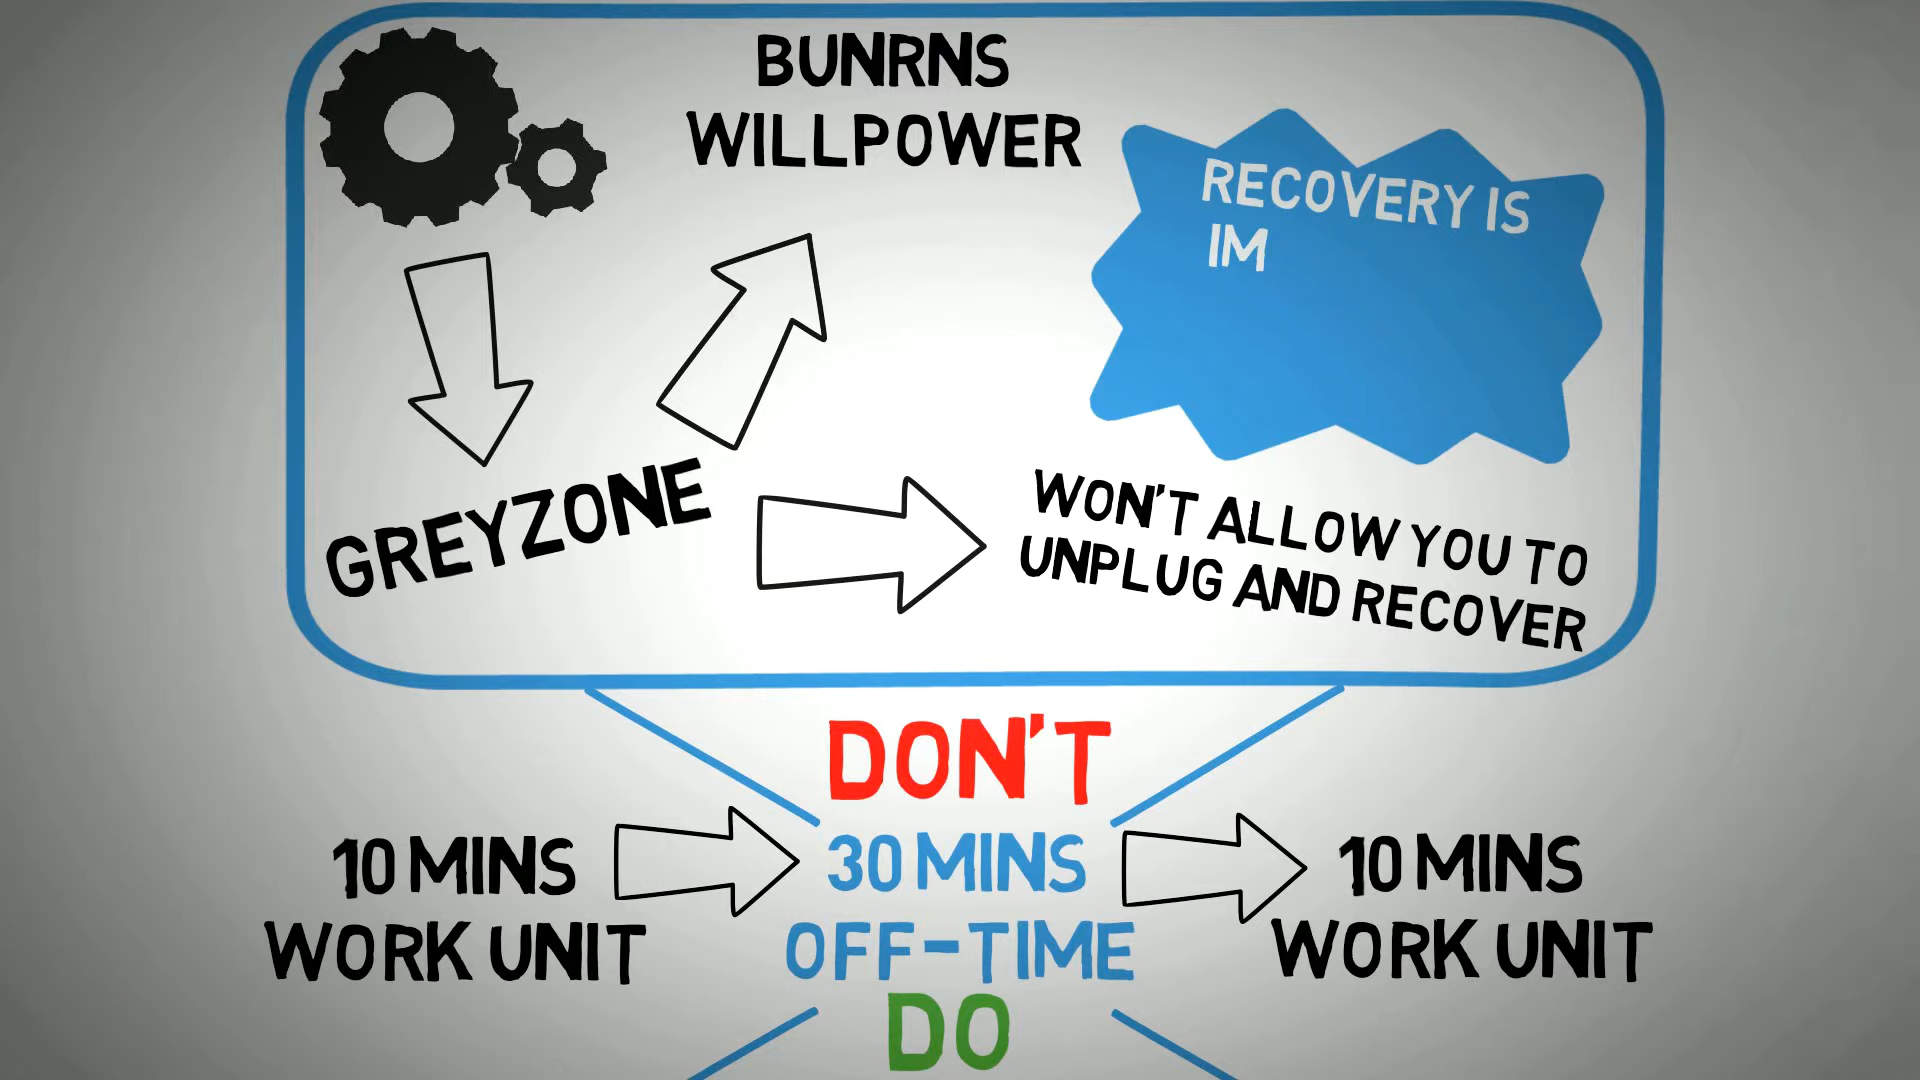 BUNRNS
WILLPOWER
RECOVERY IS
IM
GREYZONE
WON'T ALLOW YOU TO
UNPLUG AND RECOVER
DON'T
10 MINS
WORK UNIT
30 MINS
OFF-TIME
10 MINS
WORK UNIT
DO